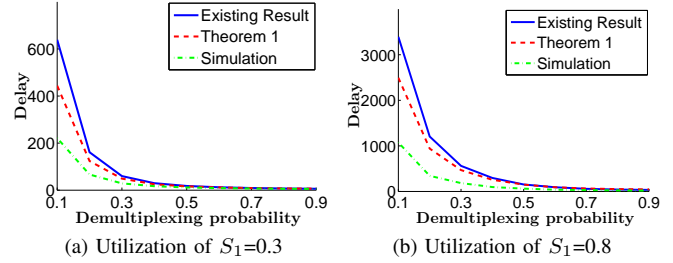 Existing Result
Theorem 1
Simulation
600
400
200
0
Delay
0.1 0.3 0.5 0.7 0.9
Demultiplexing probability
(a) Utilization of S1=0.3
Existing Result
Theorem 1
Simulation
3000
2000
1000
0
Delay
0.1 0.3 0.5 0.7 0.9
Demultiplexing probability
(b) Utilization of S1=0.8